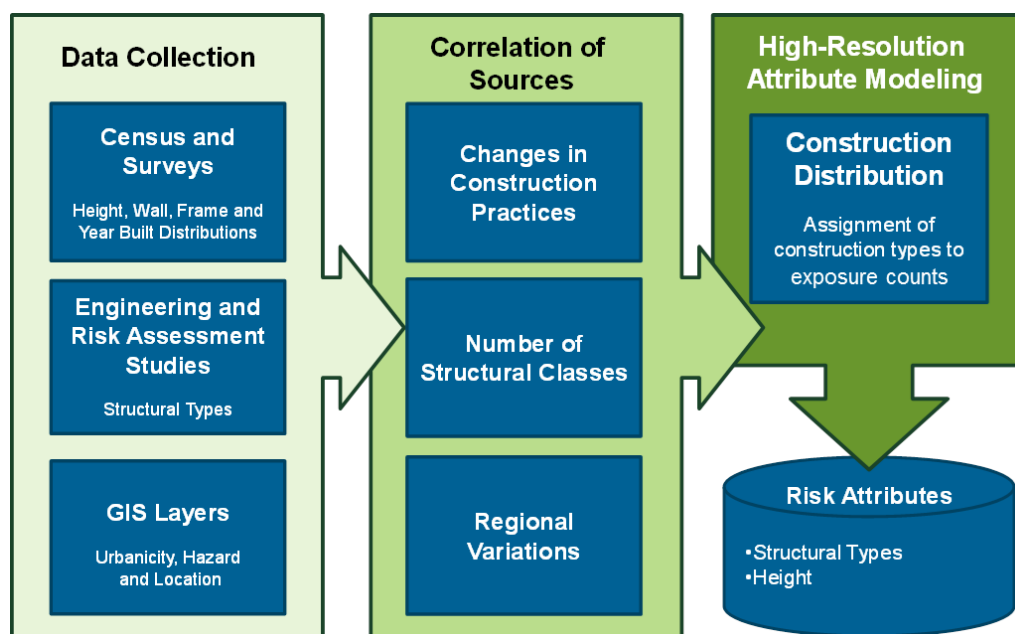 Data Collection
Census and
Surveys
Height, Wall, Frame and
Year Built Distributions
Engineering and
Risk Assessment
Studies
Structural Types
GIS Layers
Urbanicity, Hazard
and Location
Correlation of
Sources
Changes in
Construction
Practices
Number of
Structural Classes
Regional
Variations
High-Resolution
Attribute Modeling
Construction
Distribution
Assignment of
construction types to
exposure counts
Risk Attributes
•Structural Types
•Height